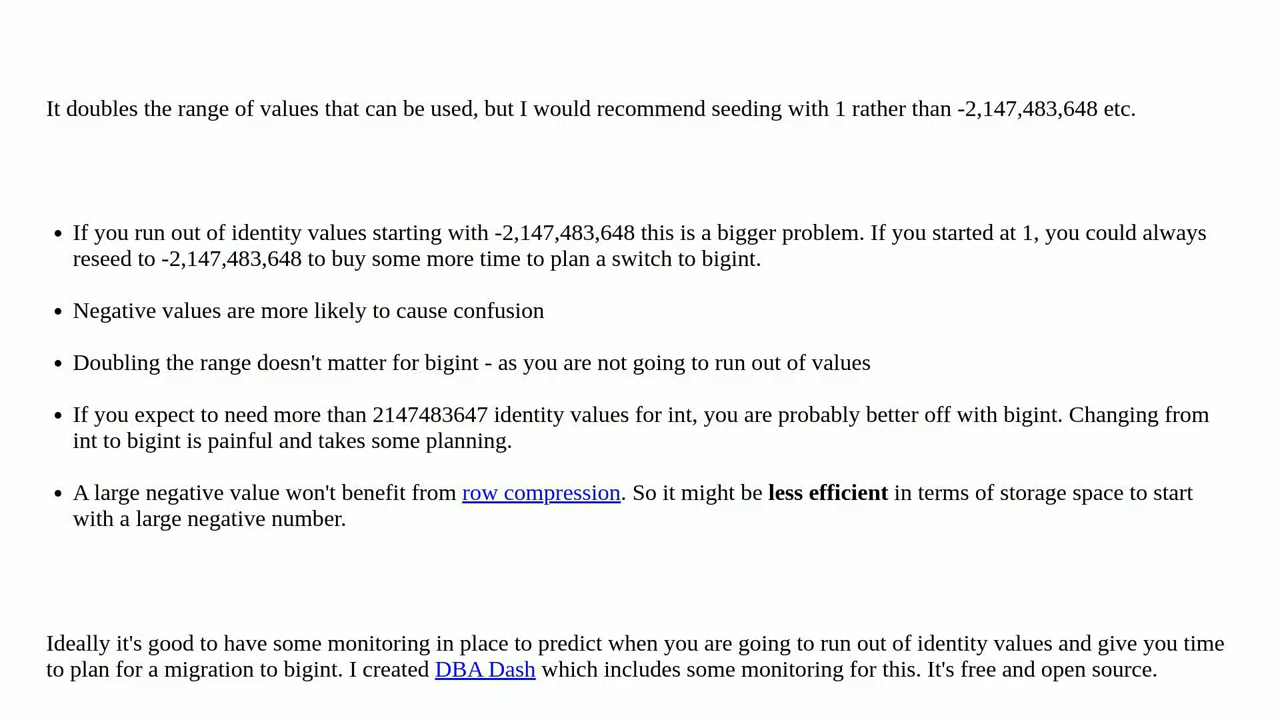 It doubles the range of values that can be used, but I would recommend seeding with 1 rather than -2,147,483,648 etc.
• If you run out of identity values starting with -2,147,483,648 this is a bigger problem. If you started at 1, you could always
reseed to -2,147,483,648 to buy some more time to plan a switch to bigint.
• Negative values are more likely to cause confusion
• Doubling the range doesn't matter for bigint - as you are not going to run out of values
• If you expect to need more than 2147483647 identity values for int, you are probably better off with bigint. Changing from
int to bigint is painful and takes some planning.
• A large negative value won't benefit from row compression. So it might be less efficient in terms of storage space to start
with a large negative number.
Ideally it's good to have some monitoring in place to predict when you are going to run out of identity values and give you time
to plan for a migration to bigint. I created DBA Dash which includes some monitoring for this. It's free and open source.